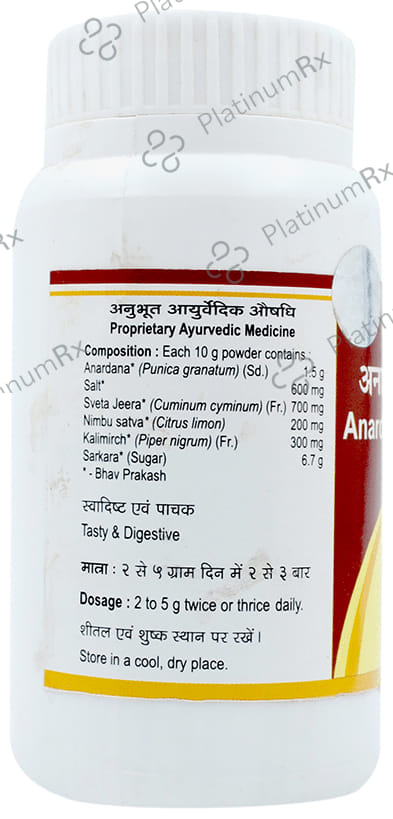 PlatinumRx
PlatinumRx
PlatinumRx
PlatinumRx
अनुभूत आयुर्वेदिक औषधि
Proprietary Ayurvedic Medicine
Composition : Each 10 g powder contains :
Anardana* (Punica granatum) (Sd.) 1.5 g
Salt* 600 mg
Sveta Jeera* (Cuminum cyminum) (Fr.) 700 mg
Nimbu satva* (Citrus limon) 200 mg
Kalimirch* (Piper nigrum) (Fr.) 300 mg
Sarkara* (Sugar) 6.7 g
* - Bhav Prakash
स्वादिष्ट एवं पाचक
Tasty & Digestive
मात्रा : २ से ५ ग्राम दिन में २ से ३ बार
Dosage : 2 to 5 g twice or thrice daily.
शीतल एवं शुष्क स्थान पर रखें।
Store in a cool, dry place.